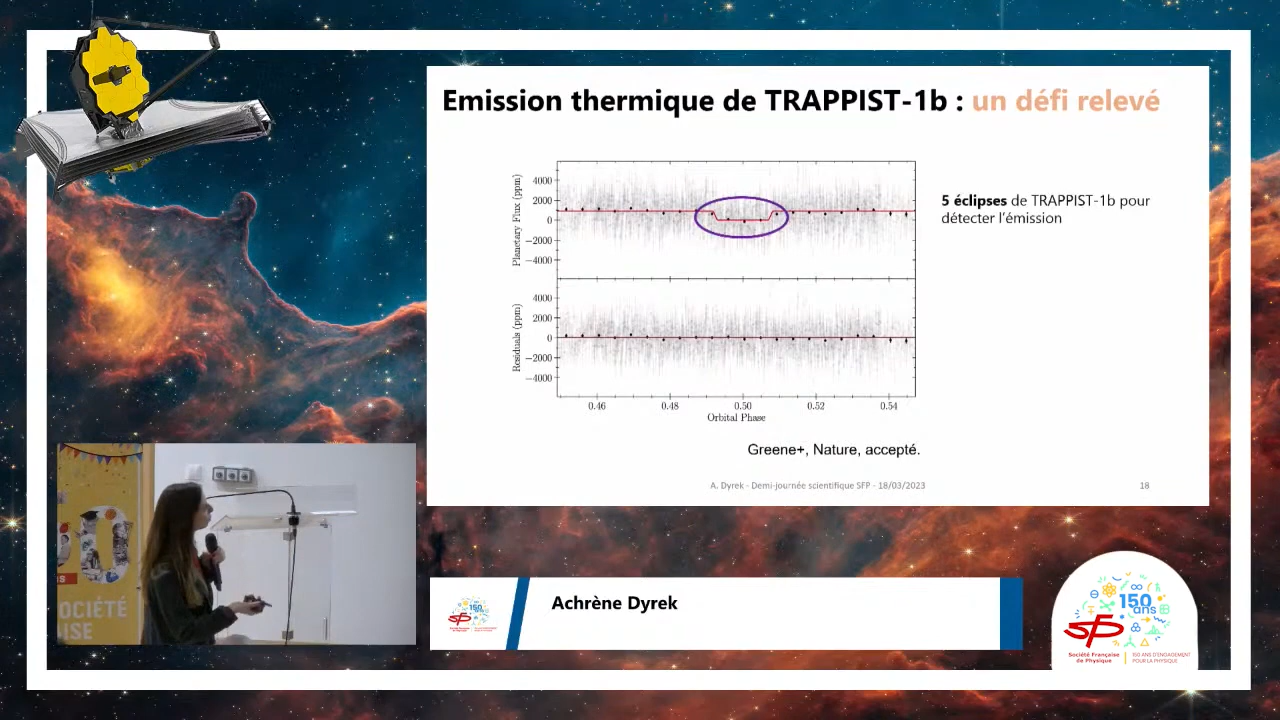 Emission thermique de TRAPPIST-1b : un défi relevé
Planetary Flux (ppm)
4000
2000
0
−2000
−4000
Residuals (ppm)
4000
2000
0
−2000
−4000
0.46
0.48
0.50
0.52
0.54
Orbital Phase
5 éclipses de TRAPPIST-1b pour
détecter l'émission
Greene+, Nature, accepté.
A. Dyrek - Demi-journée scientifique SFP - 18/03/2023
18
OCIÉTÉ
ISE
Achrène Dyrek
150
ans
sfp
Société Française
de Physique
150 ANS D'ENGAGEMENT
POUR LA PHYSIQUE